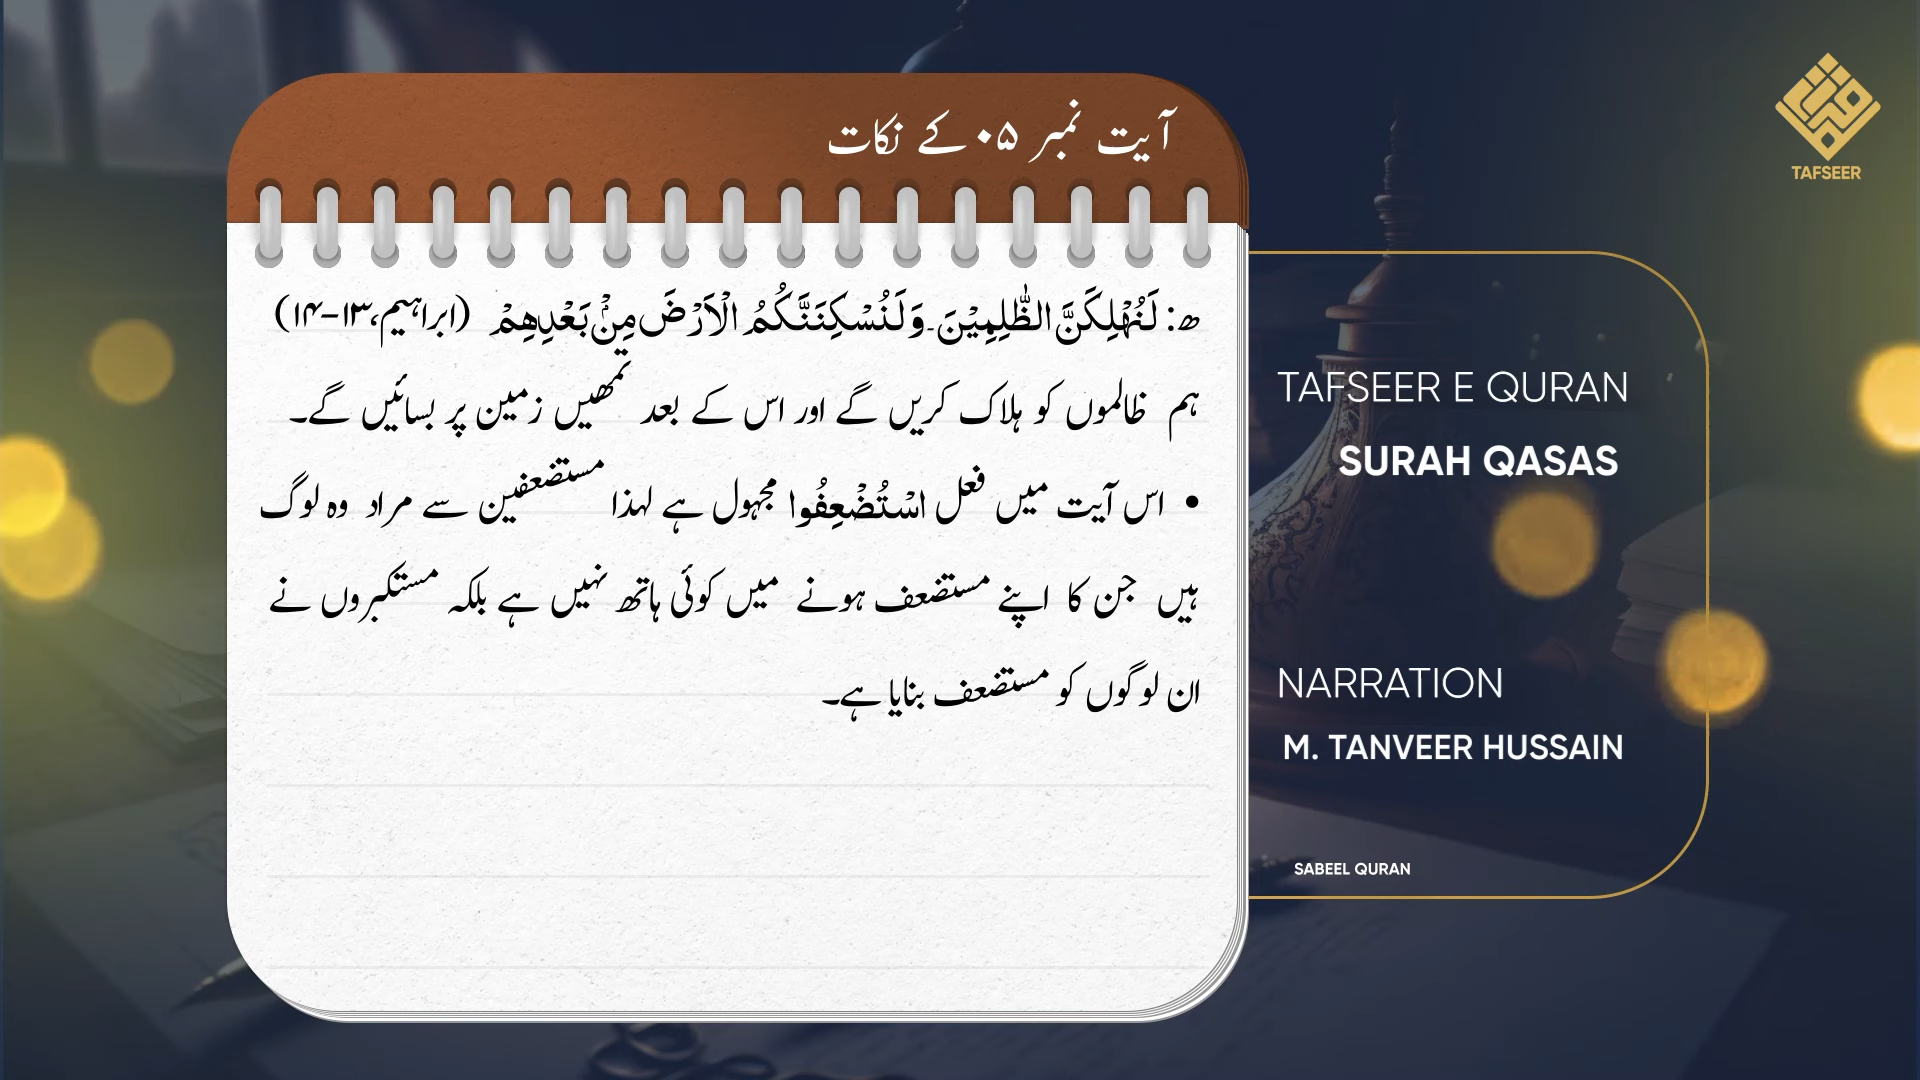 آیت نمبر ۰۵ کے نکات
ھ: لَنُهْلِكَنَّ الظّٰلِمِيْنَ۔وَلَنُسْكِنَنَّكُمُ الْاَرْضَ مِنْۢ بَعْدِهِمْ (ابراہیم،۱۳-۱۴)
ہم ظالموں کو ہلاک کریں گے اور اس کے بعد تمھیں زمین پر بسائیں گے۔
• اس آیت میں فعل اسْتُضْعِفُوا مجہول ہے لہذا مستضعفین سے مراد وہ لوگ
ہیں جن کا اپنے مستضعف ہونے میں کوئی ہاتھ نہیں ہے بلکہ مستکبروں نے
ان لوگوں کو مستضعف بنایا ہے۔
TAFSEER
TAFSEER E QURAN
SURAH QASAS
NARRATION
M. TANVEER HUSSAIN
SABEEL QURAN